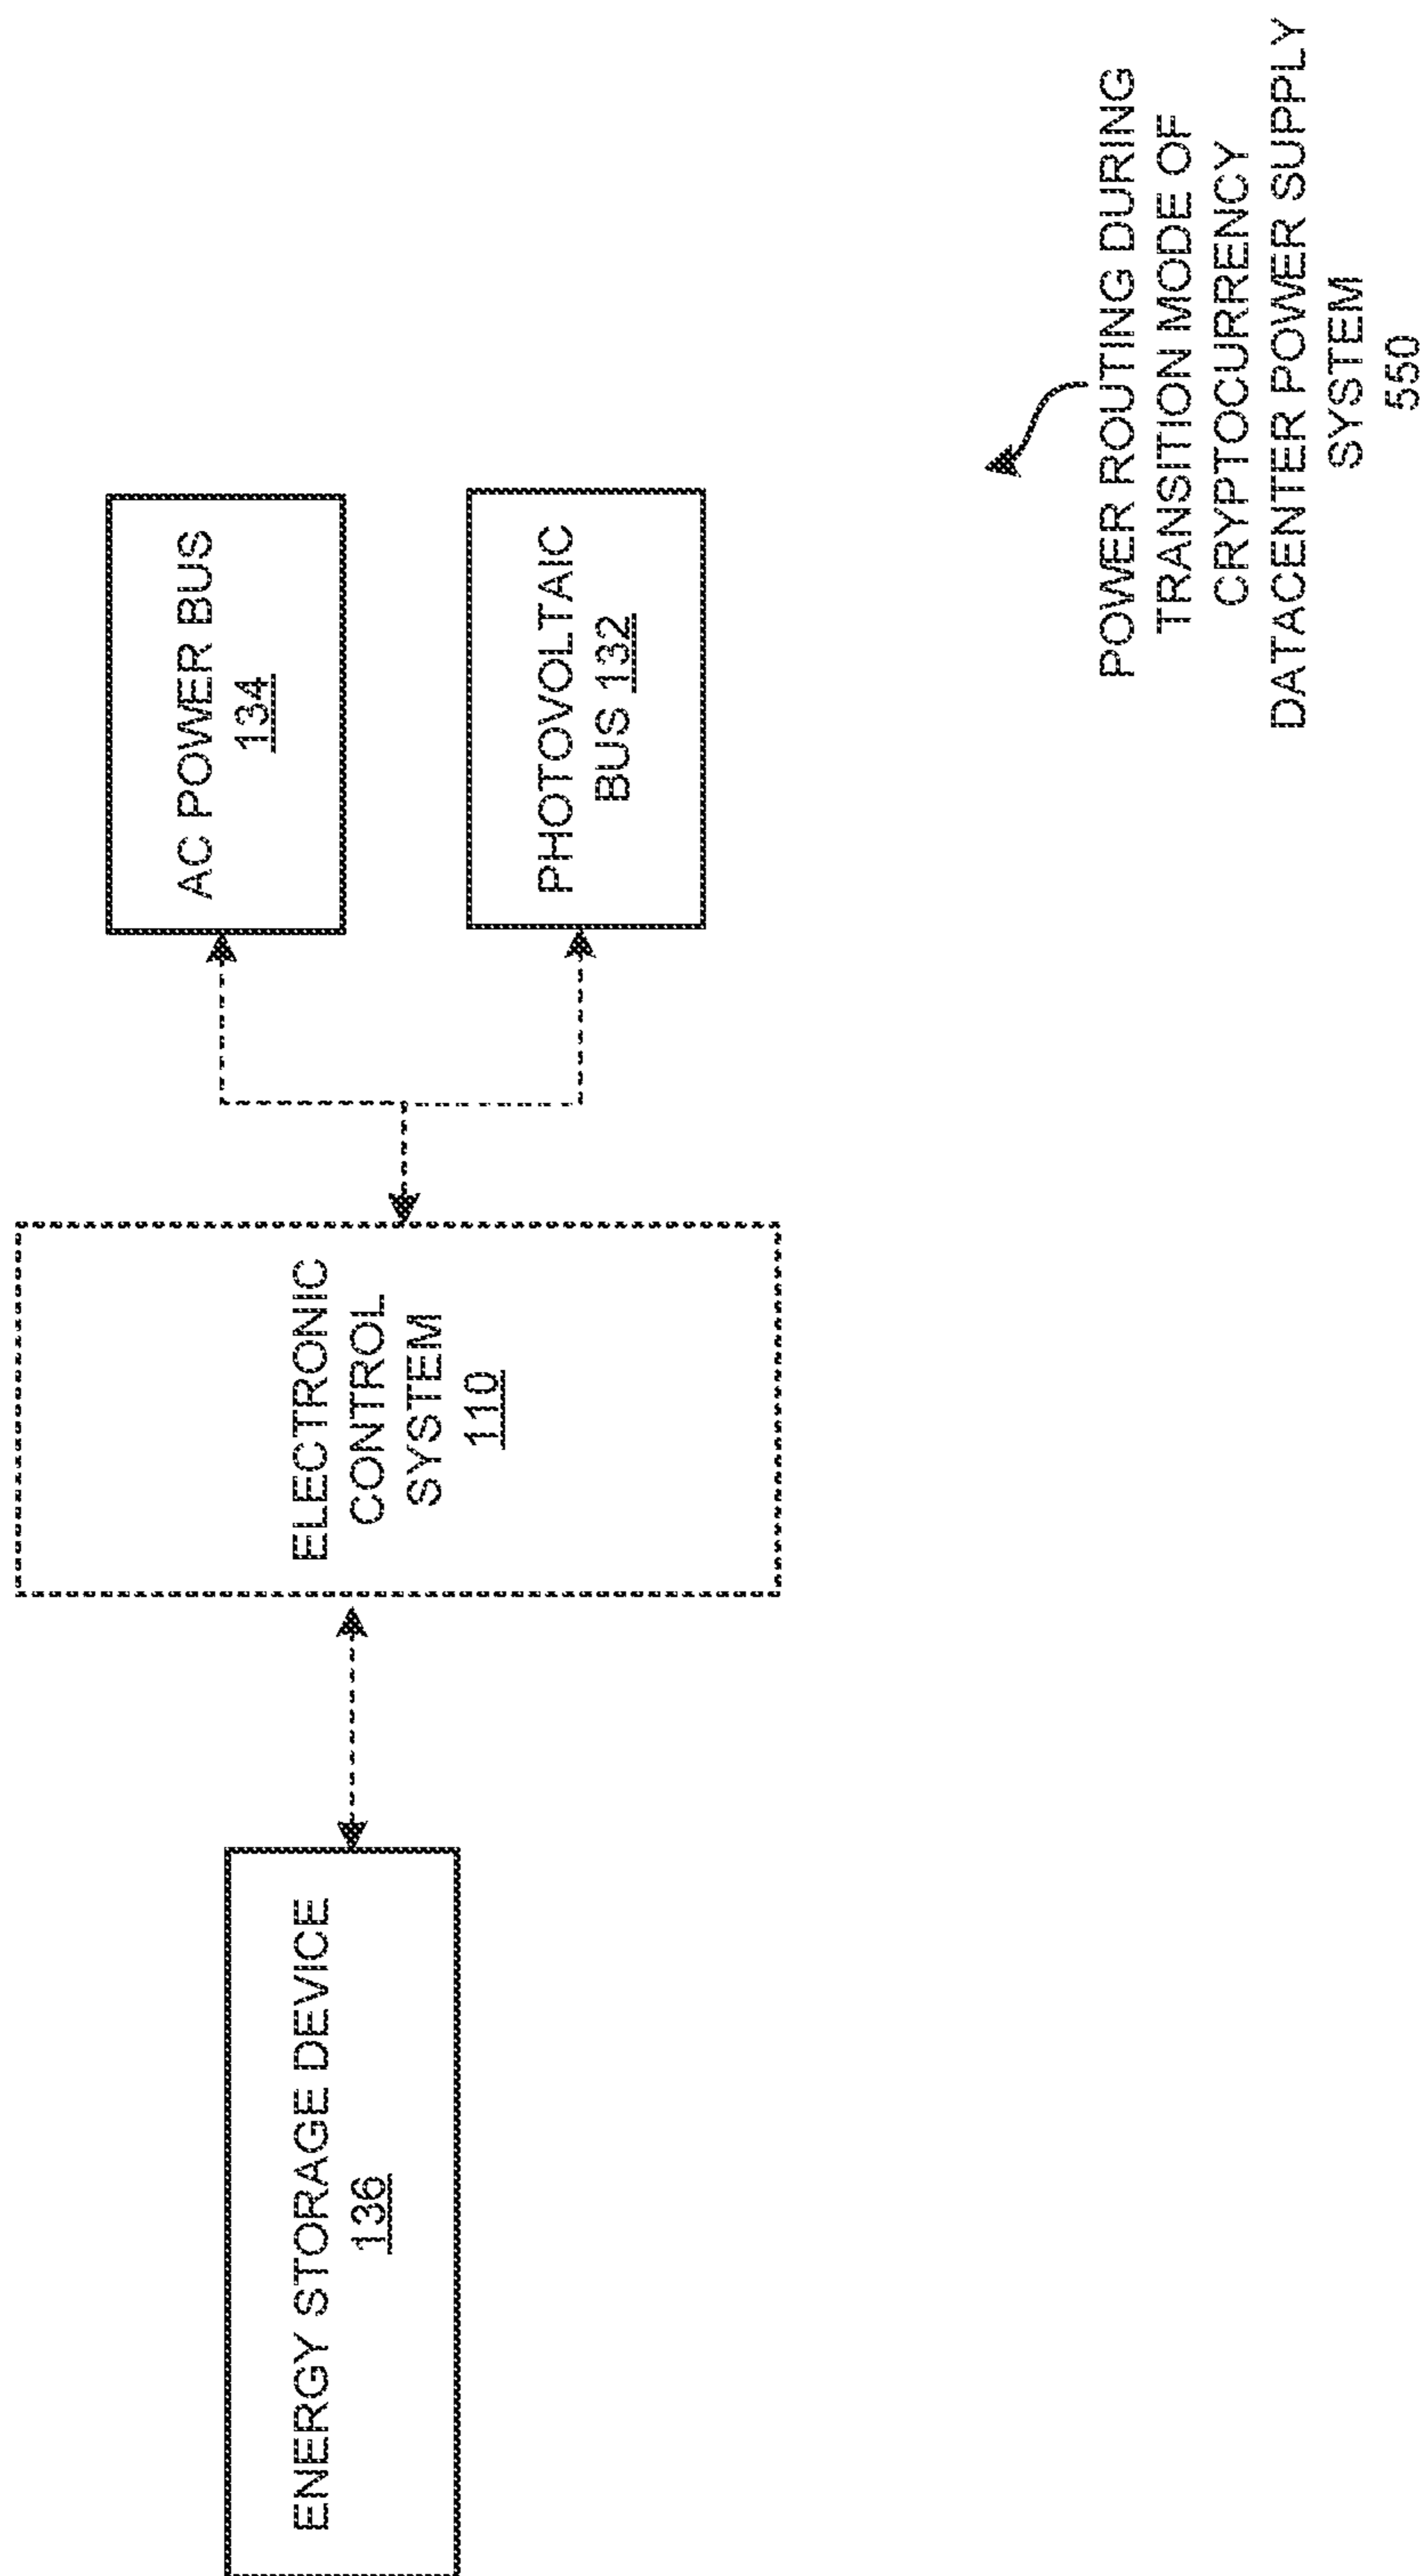 ENERGY STORAGE DEVICE
136
ELECTRONIC
CONTROL
SYSTEM
110
AC POWER BUS
134
PHOTOVOLTAIC
BUS 132
POWER ROUTING DURING
TRANSITION MODE OF
CRYPTOCURRENCY
DATACENTER POWER SUPPLY
SYSTEM
550